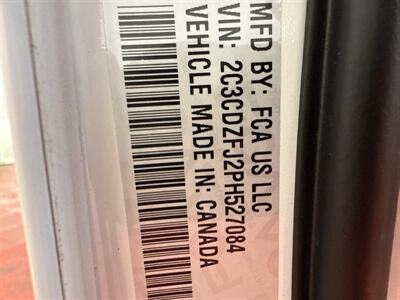 MFD BY: FCA US LLC
VIN: 2C3CDZFJ2PH527084
VEHICLE MADE IN: CANADA